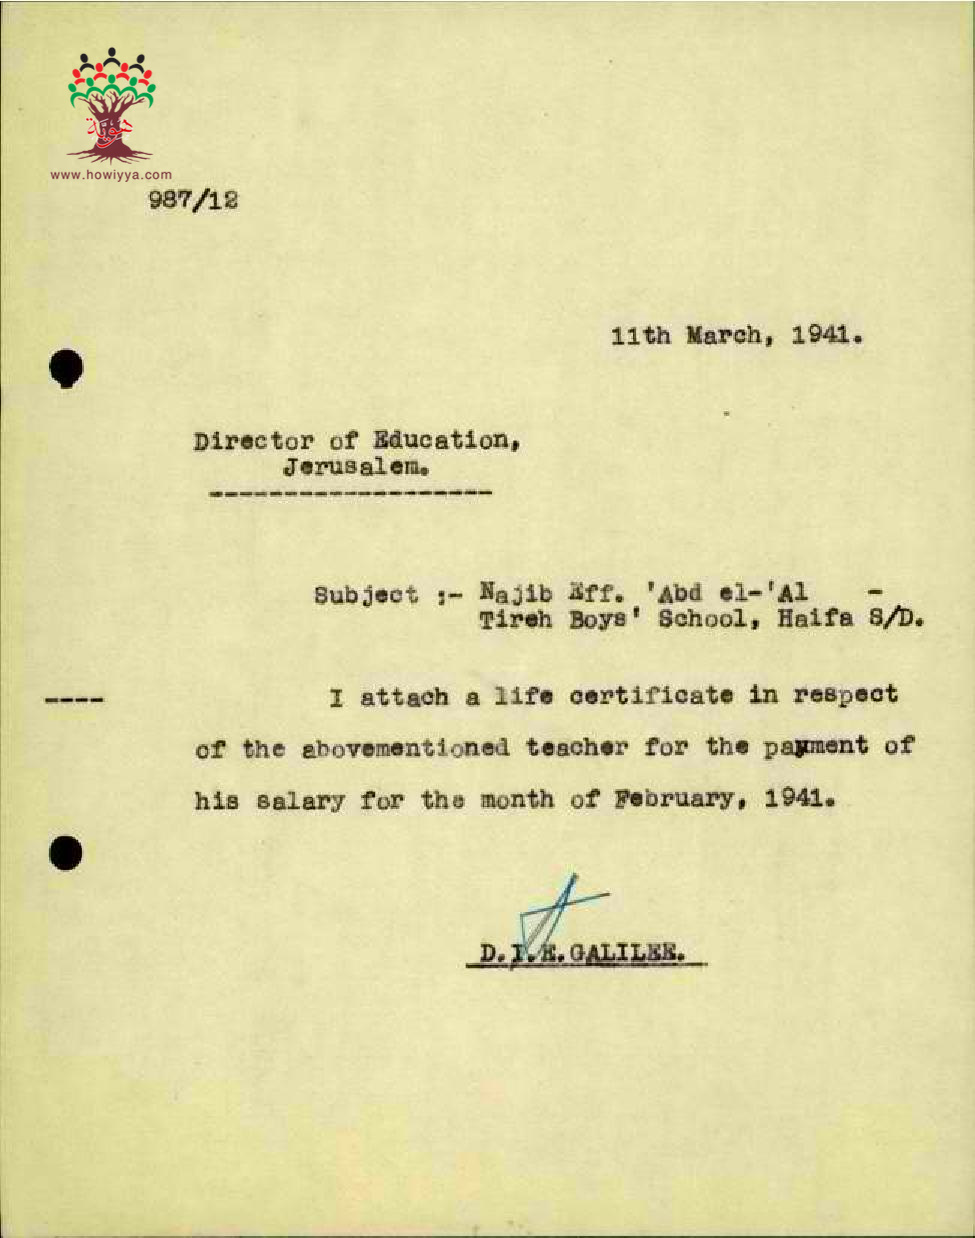 هوية
www.howiyya.com
987/12
11th March, 1941.
Director of Education,
Jerusalem.
-------------------
Subject :- Najib Eff. 'Abd el-'Al -
Tireh Boys' School, Haifa S/D.
---- I attach a life certificate in respect
of the abovementioned teacher for the payment of
his salary for the month of February, 1941.
D.I.E.GALILEE.